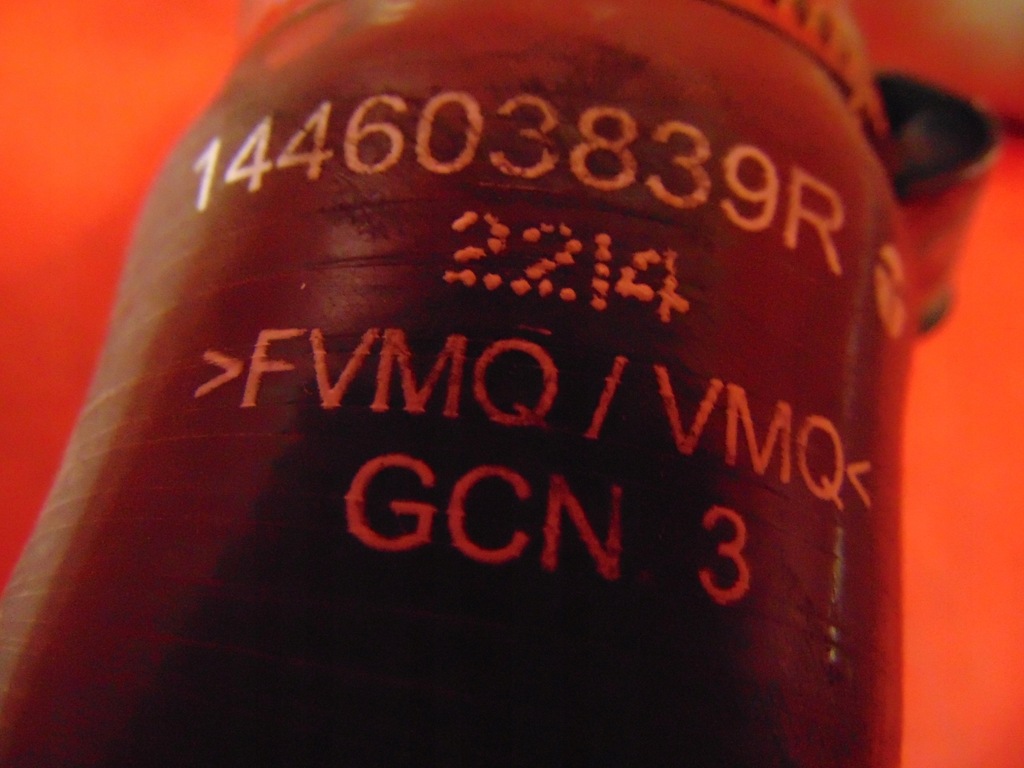 144603839R
2214
>FVMQ / VMQ<
GCN 3